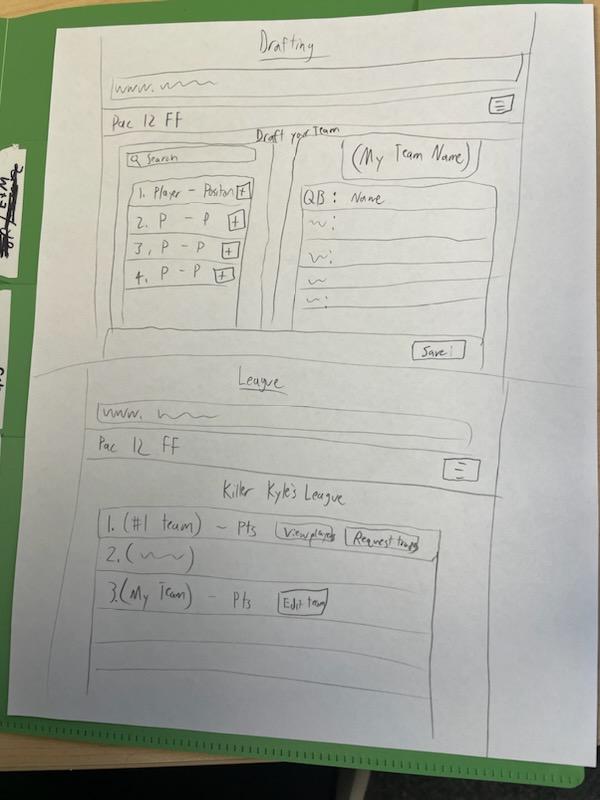 Drafting
www.
Pac 12 FF
Draft your Team
Search
1. Player - Position +
2. P - P +
3. P - P +
4. P - P +
(My Team Name)
QB: Name
Save!
League
www.
Pac 12 FF
Killer Kyle's League
1. (#1 team) - Pts View players Request trade
2. ( )
3. (My Team) - Pts Edit team